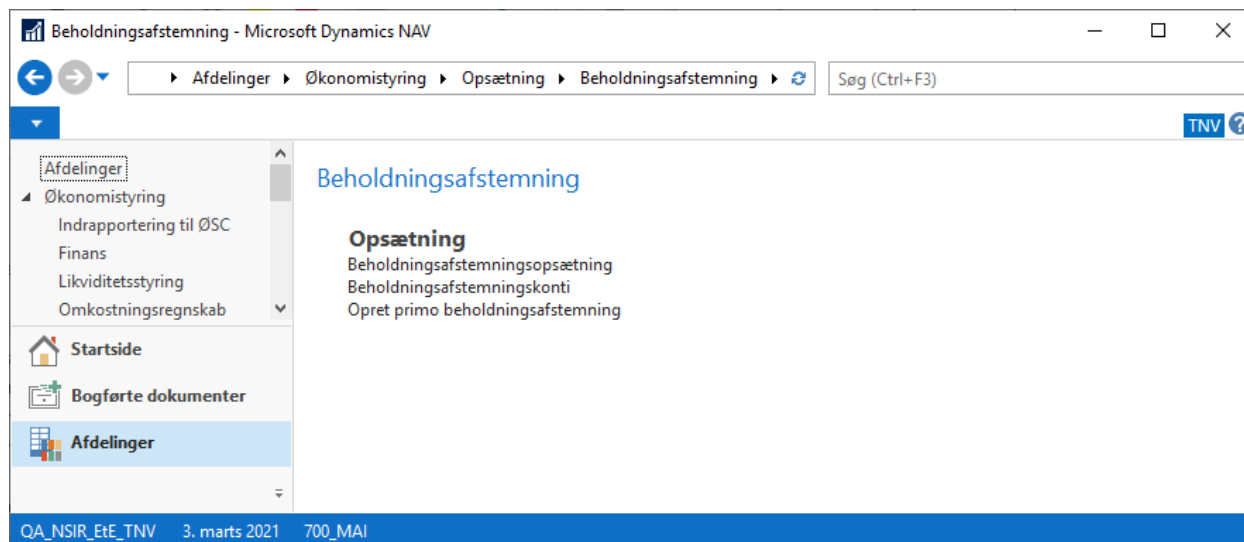 Beholdningsafstemning - Microsoft Dynamics NAV
Afdelinger Økonomistyring Opsætning Beholdningsafstemning Søg (Ctrl+F3)
TNV ?
Afdelinger
Økonomistyring
Indrapportering til ØSC
Finans
Likviditetsstyring
Omkostningsregnskab
Startside
Bogførte dokumenter
Afdelinger
Beholdningsafstemning
Opsætning
Beholdningsafstemningsopsætning
Beholdningsafstemningskonti
Opret primo beholdningsafstemning
QA_NSIR_EtE_TNV 3. marts 2021 700_MAI